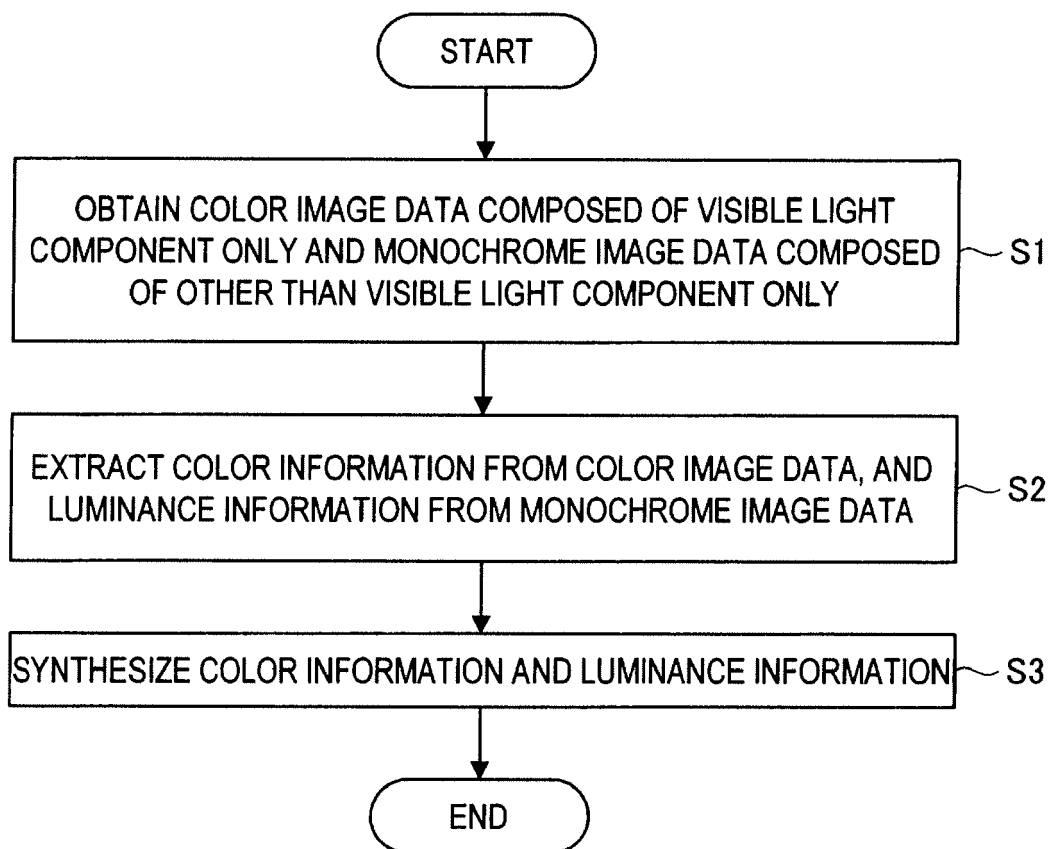 START
OBTAIN COLOR IMAGE DATA COMPOSED OF VISIBLE LIGHT
COMPONENT ONLY AND MONOCHROME IMAGE DATA COMPOSED
OF OTHER THAN VISIBLE LIGHT COMPONENT ONLY
S1
EXTRACT COLOR INFORMATION FROM COLOR IMAGE DATA, AND
LUMINANCE INFORMATION FROM MONOCHROME IMAGE DATA
S2
SYNTHESIZE COLOR INFORMATION AND LUMINANCE INFORMATION
S3
END